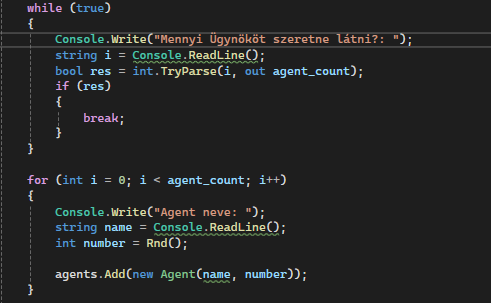 while (true)
{
Console.Write("Mennyi Ügynököt szeretne látni?: ");
string i = Console.ReadLine();
bool res = int.TryParse(i, out agent_count);
if (res)
{
break;
}
}
for (int i = 0; i < agent_count; i++)
{
Console.Write("Agent neve: ");
string name = Console.ReadLine();
int number = Rnd();
agents.Add(new Agent(name, number));
}